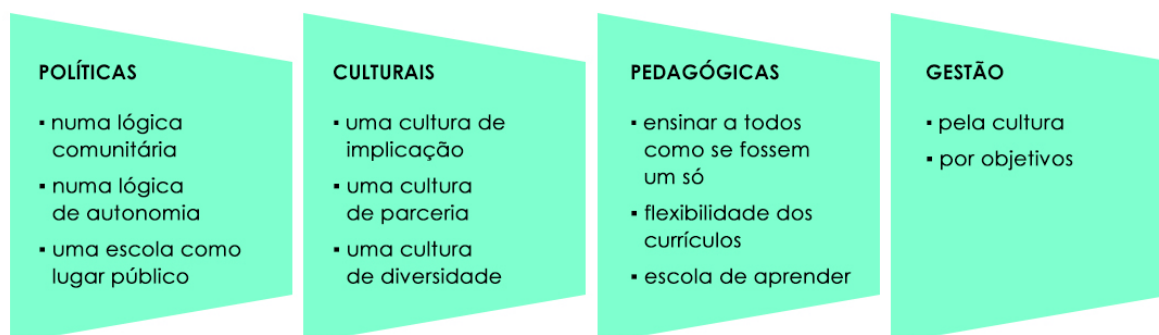 POLÍTICAS
▪ numa lógica
comunitária
▪ numa lógica
de autonomia
▪ uma escola como
lugar público
CULTURAIS
▪ uma cultura de
implicação
▪ uma cultura
de parceria
▪ uma cultura
de diversidade
PEDAGÓGICAS
▪ ensinar a todos
como se fossem
um só
▪ flexibilidade dos
currículos
▪ escola de aprender
GESTÃO
▪ pela cultura
▪ por objetivos